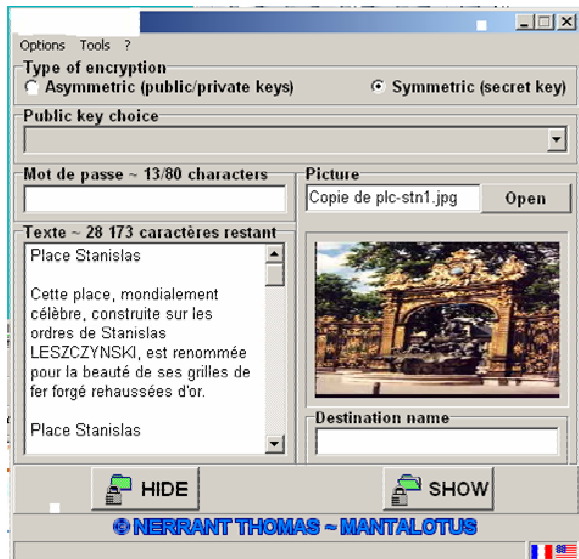 Options Tools ?
Type of encryption
Asymmetric (public/private keys) Symmetric (secret key)
Public key choice
Mot de passe ~ 13/80 characters
Picture
Copie de plc-stn1.jpg Open
Texte ~ 28 173 caractères restant
Place Stanislas
Cette place, mondialement
célèbre, construite sur les
ordres de Stanislas
LESZCZYNSKI, est renommée
pour la beauté de ses grilles de
fer forgé rehaussées d'or.
Place Stanislas
Destination name
HIDE SHOW
NERRANT THOMAS ~ MANTALOTUS